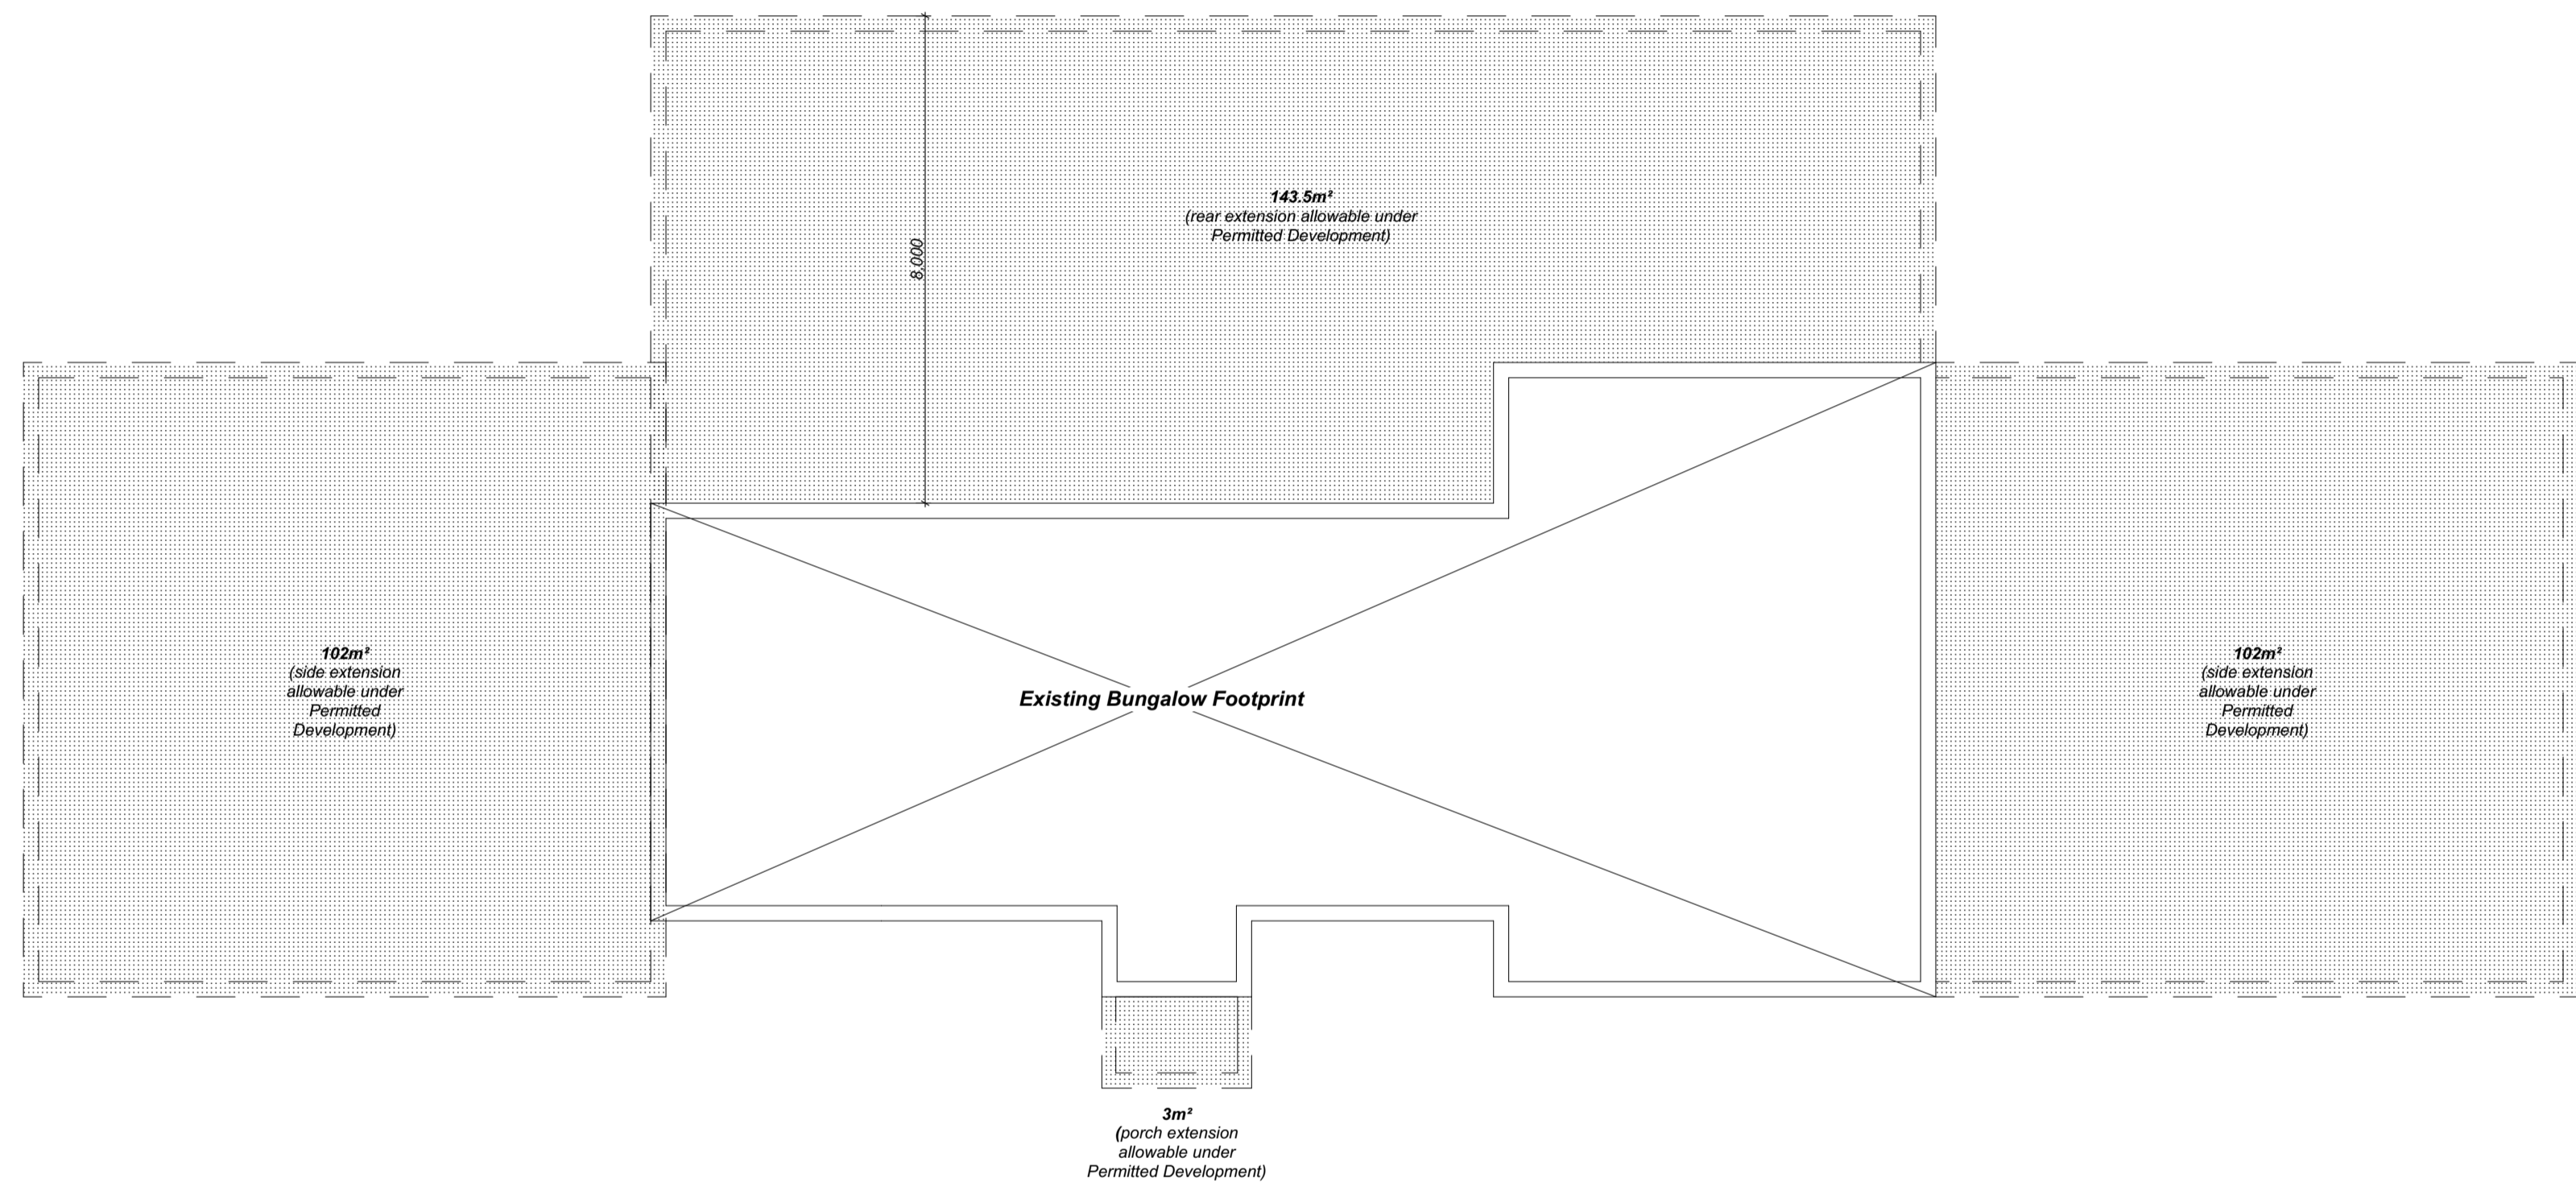 143.5m²
(rear extension allowable under
Permitted Development)
8,000
102m²
(side extension
allowable under
Permitted
Development)
Existing Bungalow Footprint
102m²
(side extension
allowable under
Permitted
Development)
3m²
(porch extension
allowable under
Permitted Development)